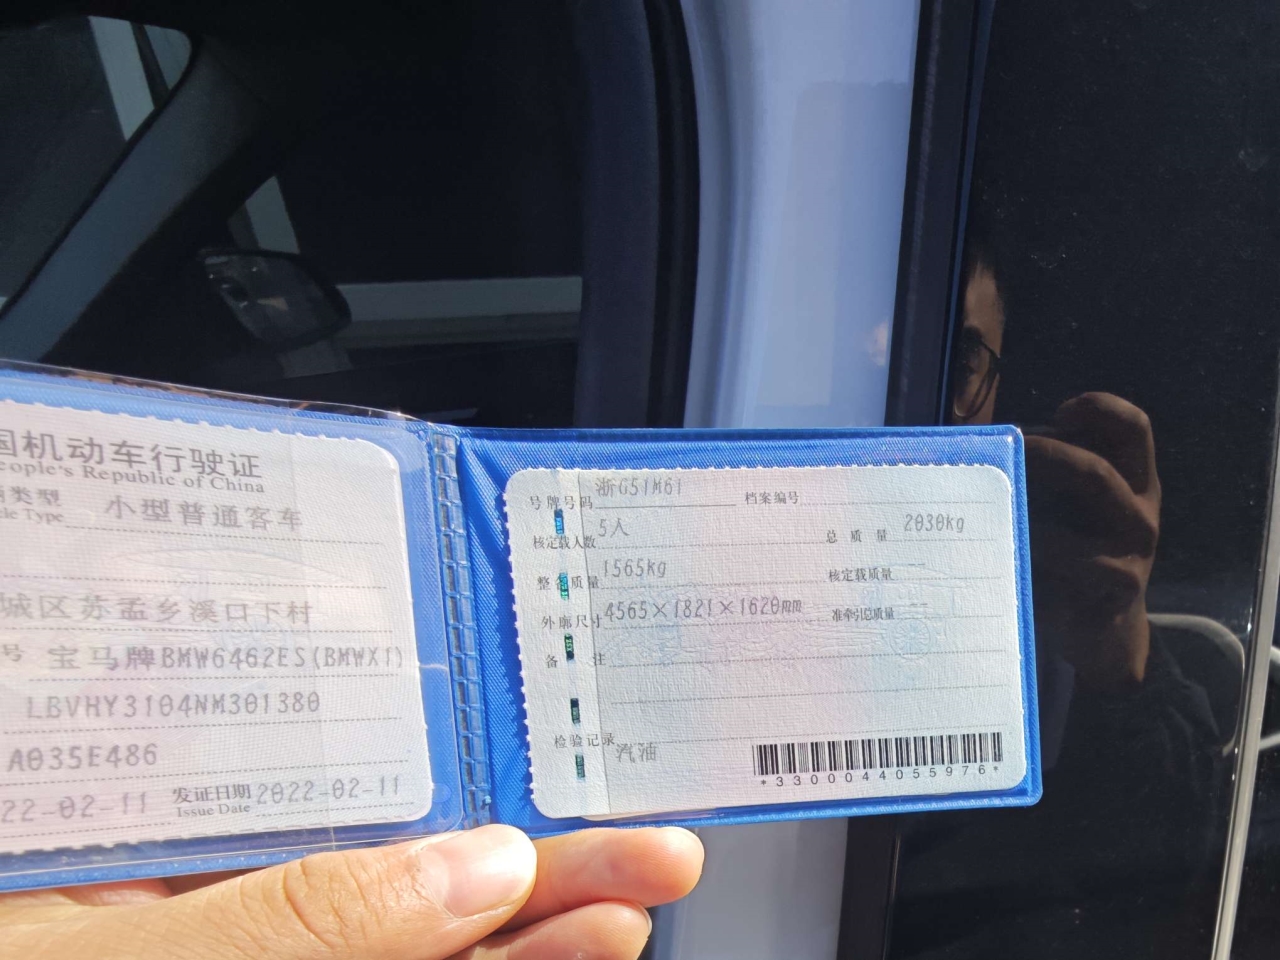 国机动车行驶证
eople's Republic of China
辆类型 小型普通客车
cle Type
城区苏孟乡溪口下村
号 宝马牌BMW6462ES(BMWX1)
LBVHY3104NM301380
A035E486
22-02-11 发证日期 2022-02-11
Issue Date
号牌号码 浙G51M61 档案编号
核定载人数 5人 总质量 2030kg
整备质量 1565kg 核定载质量 --
外廓尺寸 4565×1821×1620mm 准牵引总质量 --
备注
检验记录 汽油
*3300044055976*